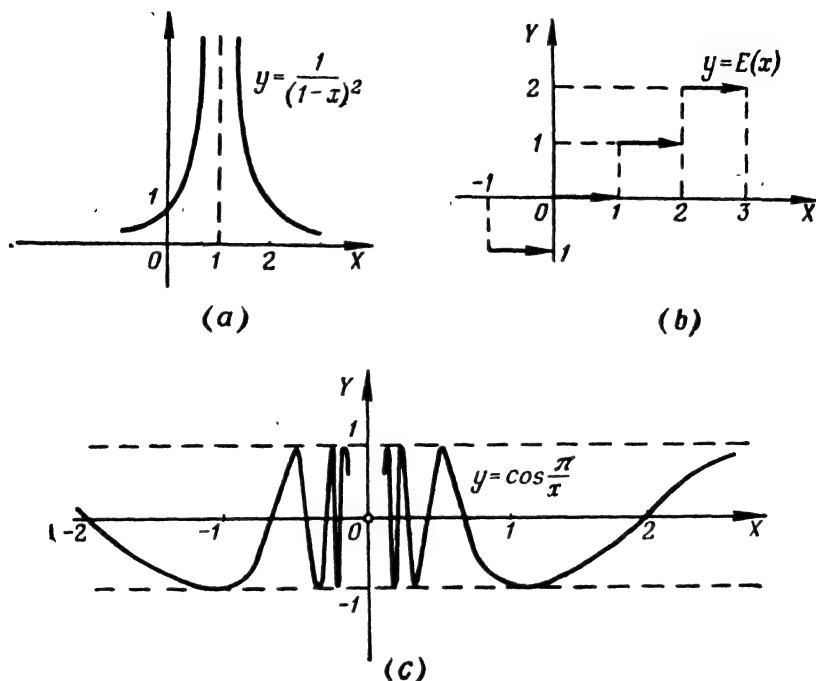 y = 1/(1-x)²
1
0 1 2 X
(a)
Y
2
y=E(x)
1
-1
0 1 2 3 X
1
(b)
Y
1
y = cos π/x
-2 -1 0 1 2 X
-1
(c)